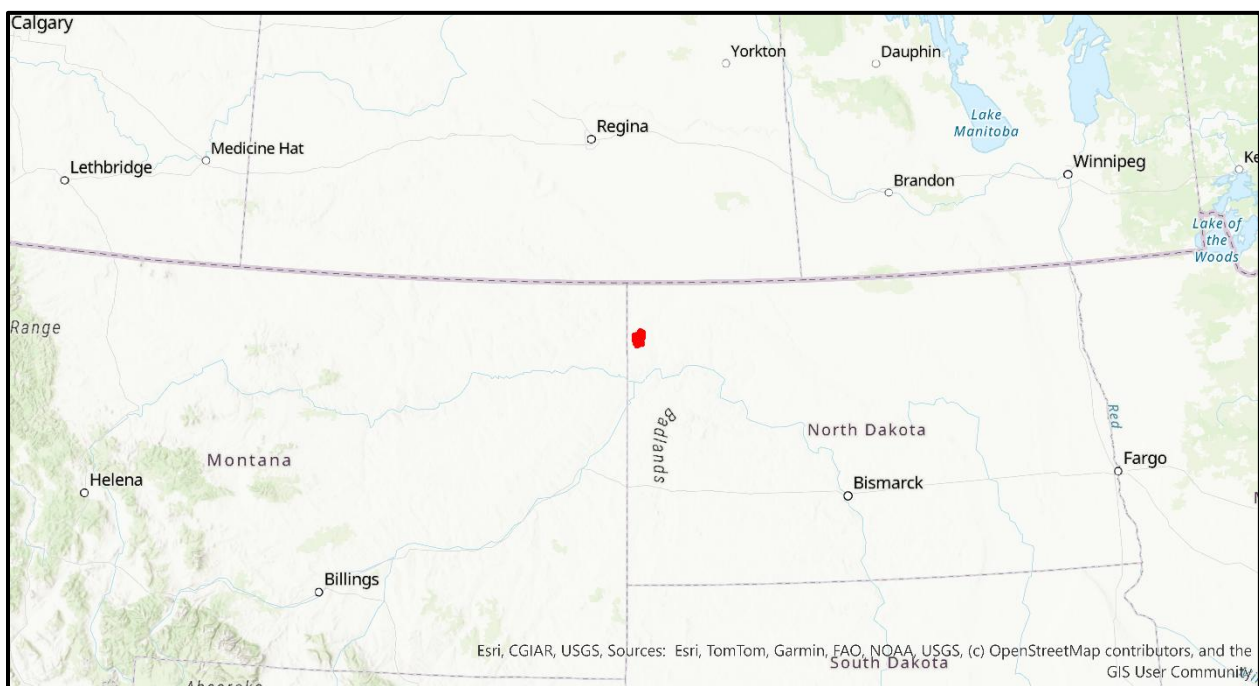 Calgary
Yorkton
Dauphin
Regina
Lake
Manitoba
Medicine Hat
Lethbridge
Winnipeg
Ke
Brandon
Lake of
the
Woods
Range
Badlands
Red
North Dakota
Montana
Fargo
Helena
Bismarck
Billings
Esri, CGIAR, USGS, Sources: Esri, TomTom, Garmin, FAO, NOAA, USGS, (c) OpenStreetMap contributors, and the
South Dakota
GIS User Community